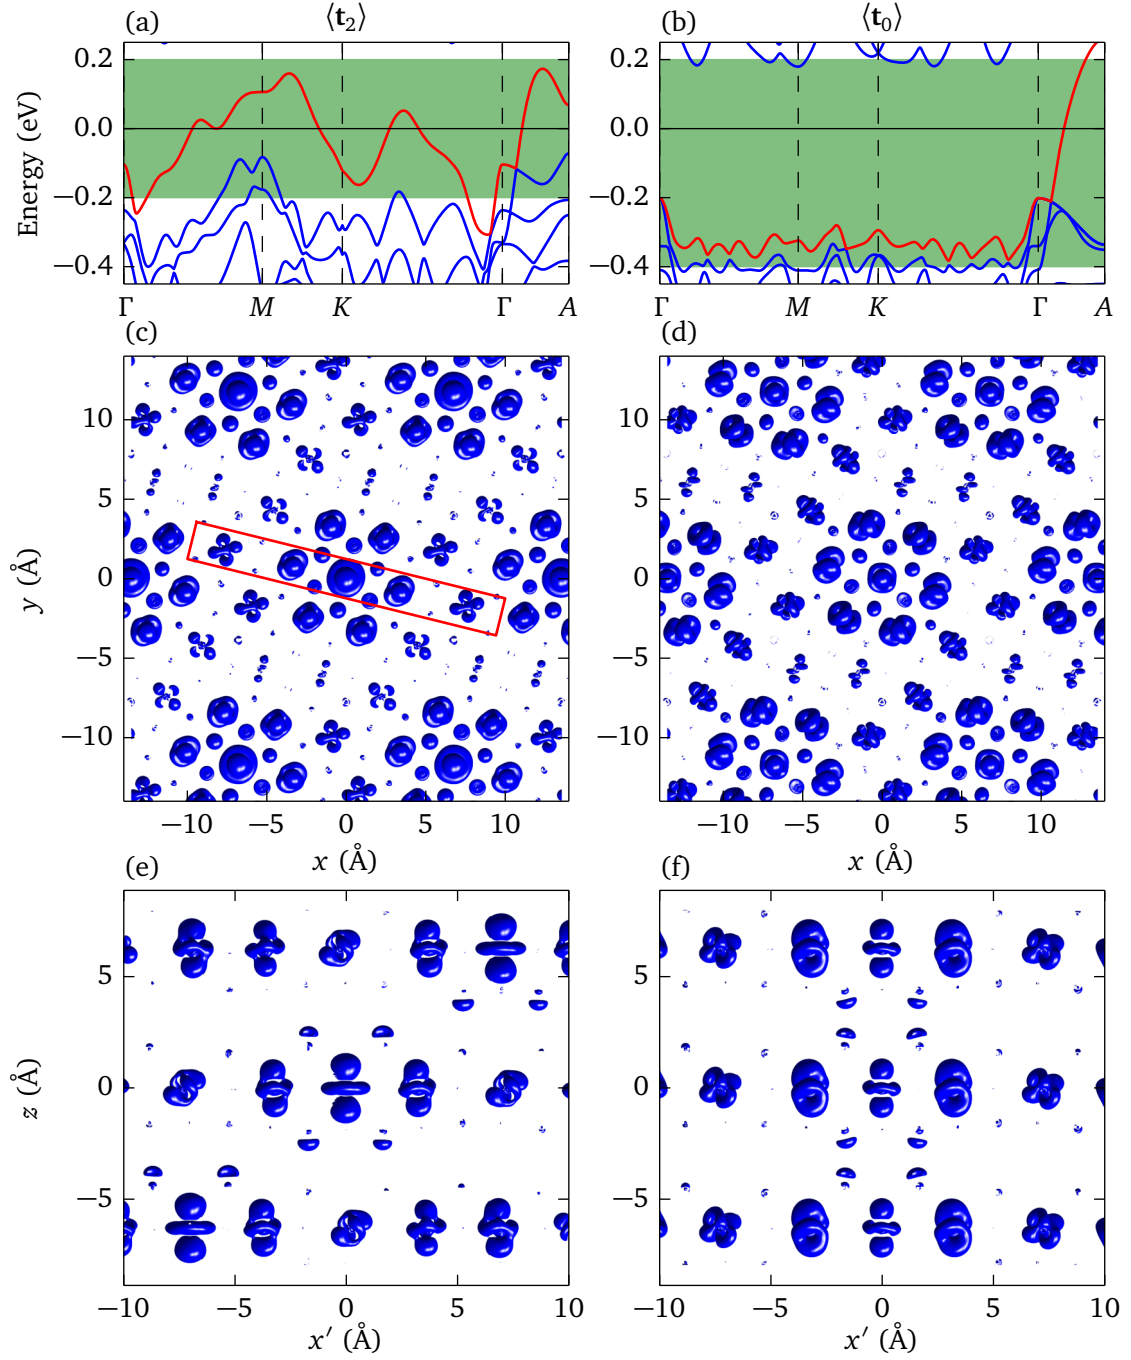 (a) ⟨t₂⟩ (b) ⟨t₀⟩
Energy (eV)
0.2 0.2
0.0 0.0
−0.2 −0.2
−0.4 −0.4
Γ M K Γ A Γ M K Γ A
(c) (d)
y (Å)
10 10
5 5
0 0
−5 −5
−10 −10
−10 −5 0 5 10 −10 −5 0 5 10
x (Å) x (Å)
(e) (f)
z (Å)
5 5
0 0
−5 −5
−10 −5 0 5 10 −10 −5 0 5 10
x′ (Å) x′ (Å)